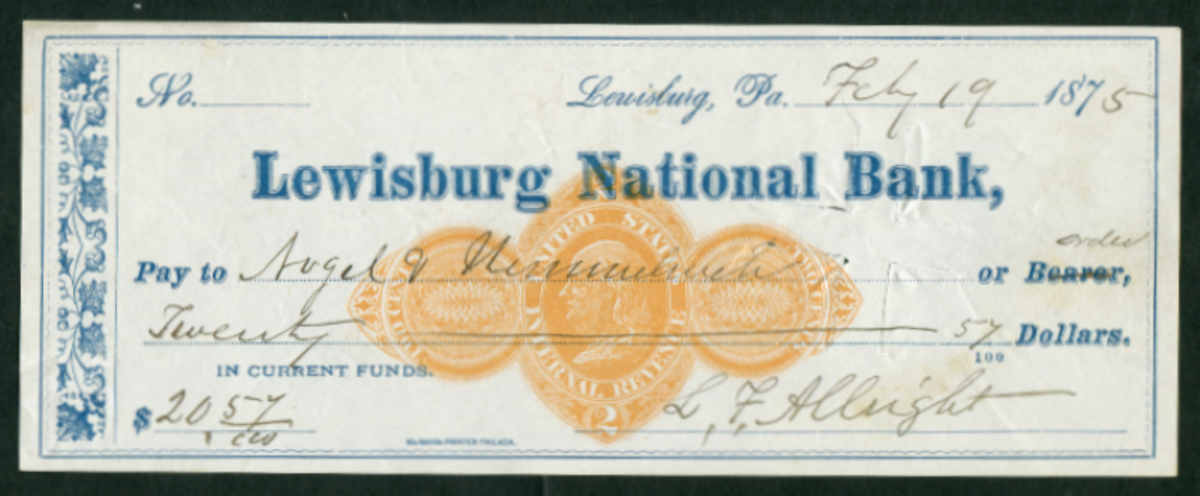 No. Lewisburg, Pa. Feby 19 1875
Lewisburg National Bank,
order
Pay to or Bearer,
Twenty 57 Dollars.
100
IN CURRENT FUNDS.
$ 20 57/100
L. F. Albright
UNITED STATES
INTERNAL REVENUE
2